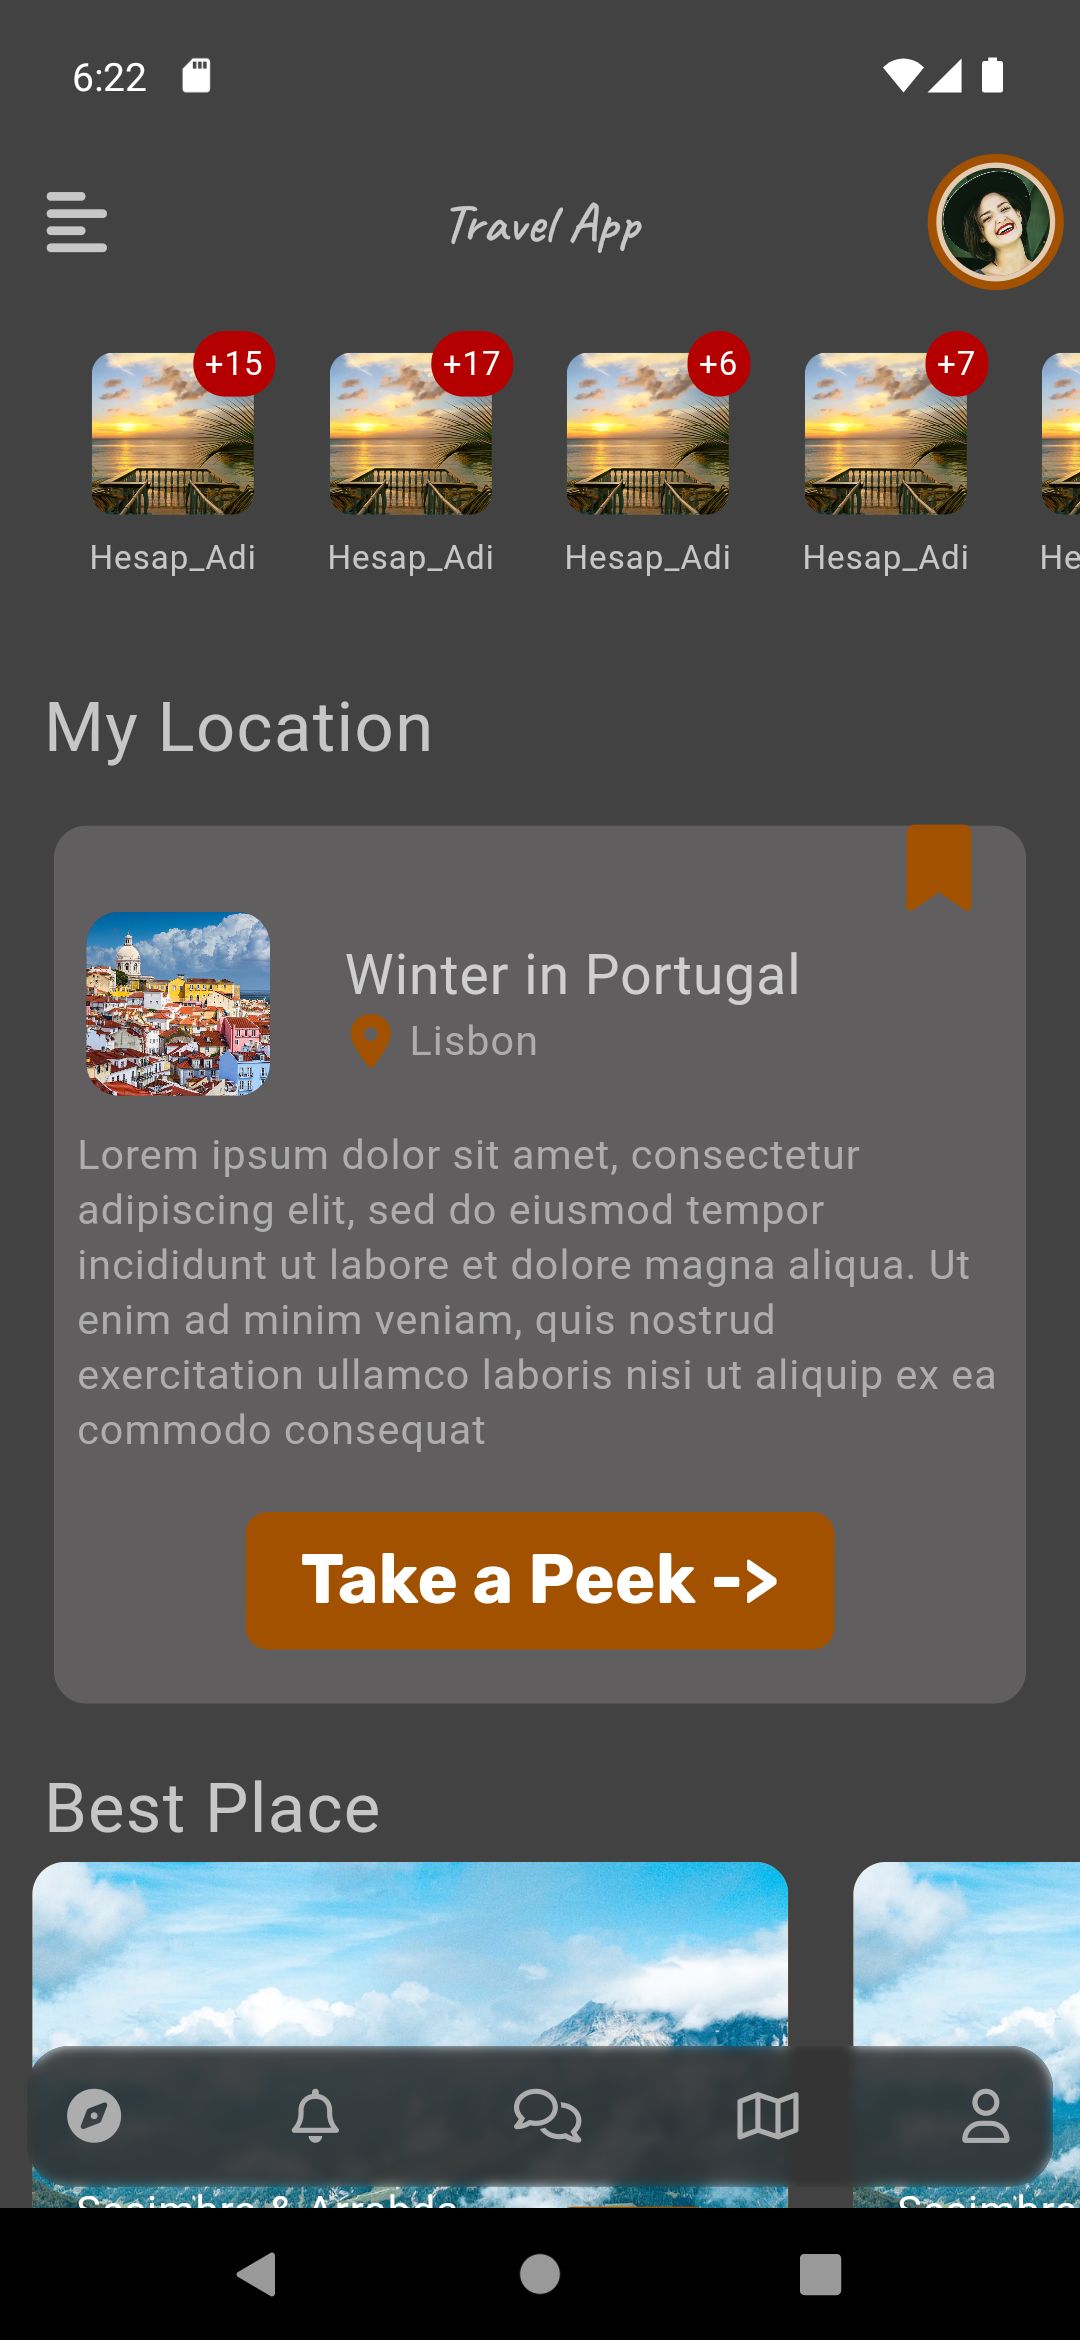 6:22
Travel App
+15 +17 +6 +7
Hesap_Adi Hesap_Adi Hesap_Adi Hesap_Adi He
My Location
Winter in Portugal
Lisbon
Lorem ipsum dolor sit amet, consectetur
adipiscing elit, sed do eiusmod tempor
incididunt ut labore et dolore magna aliqua. Ut
enim ad minim veniam, quis nostrud
exercitation ullamco laboris nisi ut aliquip ex ea
commodo consequat
Take a Peek ->
Best Place